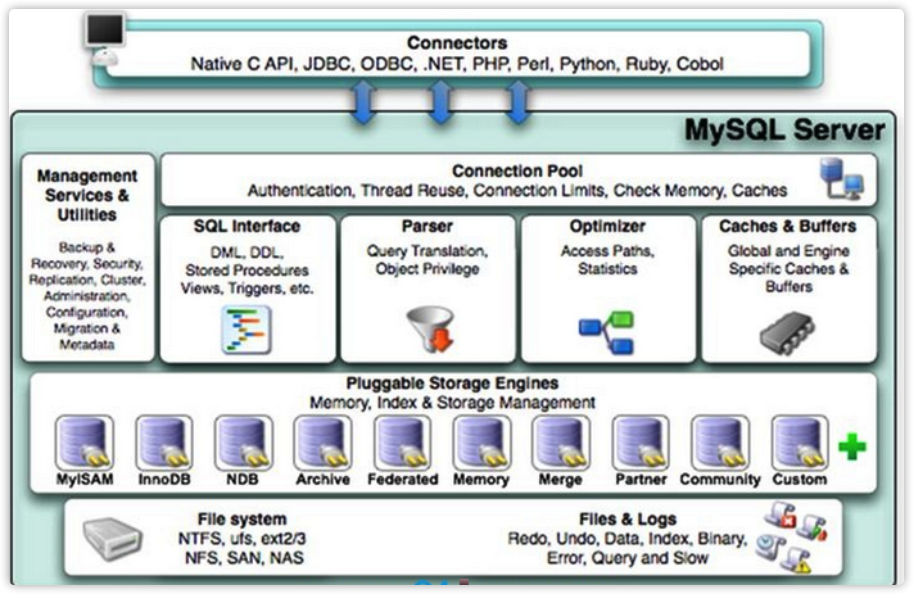 Connectors
Native C API, JDBC, ODBC, .NET, PHP, Perl, Python, Ruby, Cobol
MySQL Server
Management
Services &
Utilities
Backup &
Recovery, Security,
Replication, Cluster,
Administration,
Configuration,
Migration &
Metadata
Connection Pool
Authentication, Thread Reuse, Connection Limits, Check Memory, Caches
SQL Interface
DML, DDL,
Stored Procedures
Views, Triggers, etc.
Parser
Query Translation,
Object Privilege
Optimizer
Access Paths,
Statistics
Caches & Buffers
Global and Engine
Specific Caches &
Buffers
Pluggable Storage Engines
Memory, Index & Storage Management
MyISAM
InnoDB
NDB
Archive
Federated
Memory
Merge
Partner
Community
Custom
File system
NTFS, ufs, ext2/3
NFS, SAN, NAS
Files & Logs
Redo, Undo, Data, Index, Binary,
Error, Query and Slow